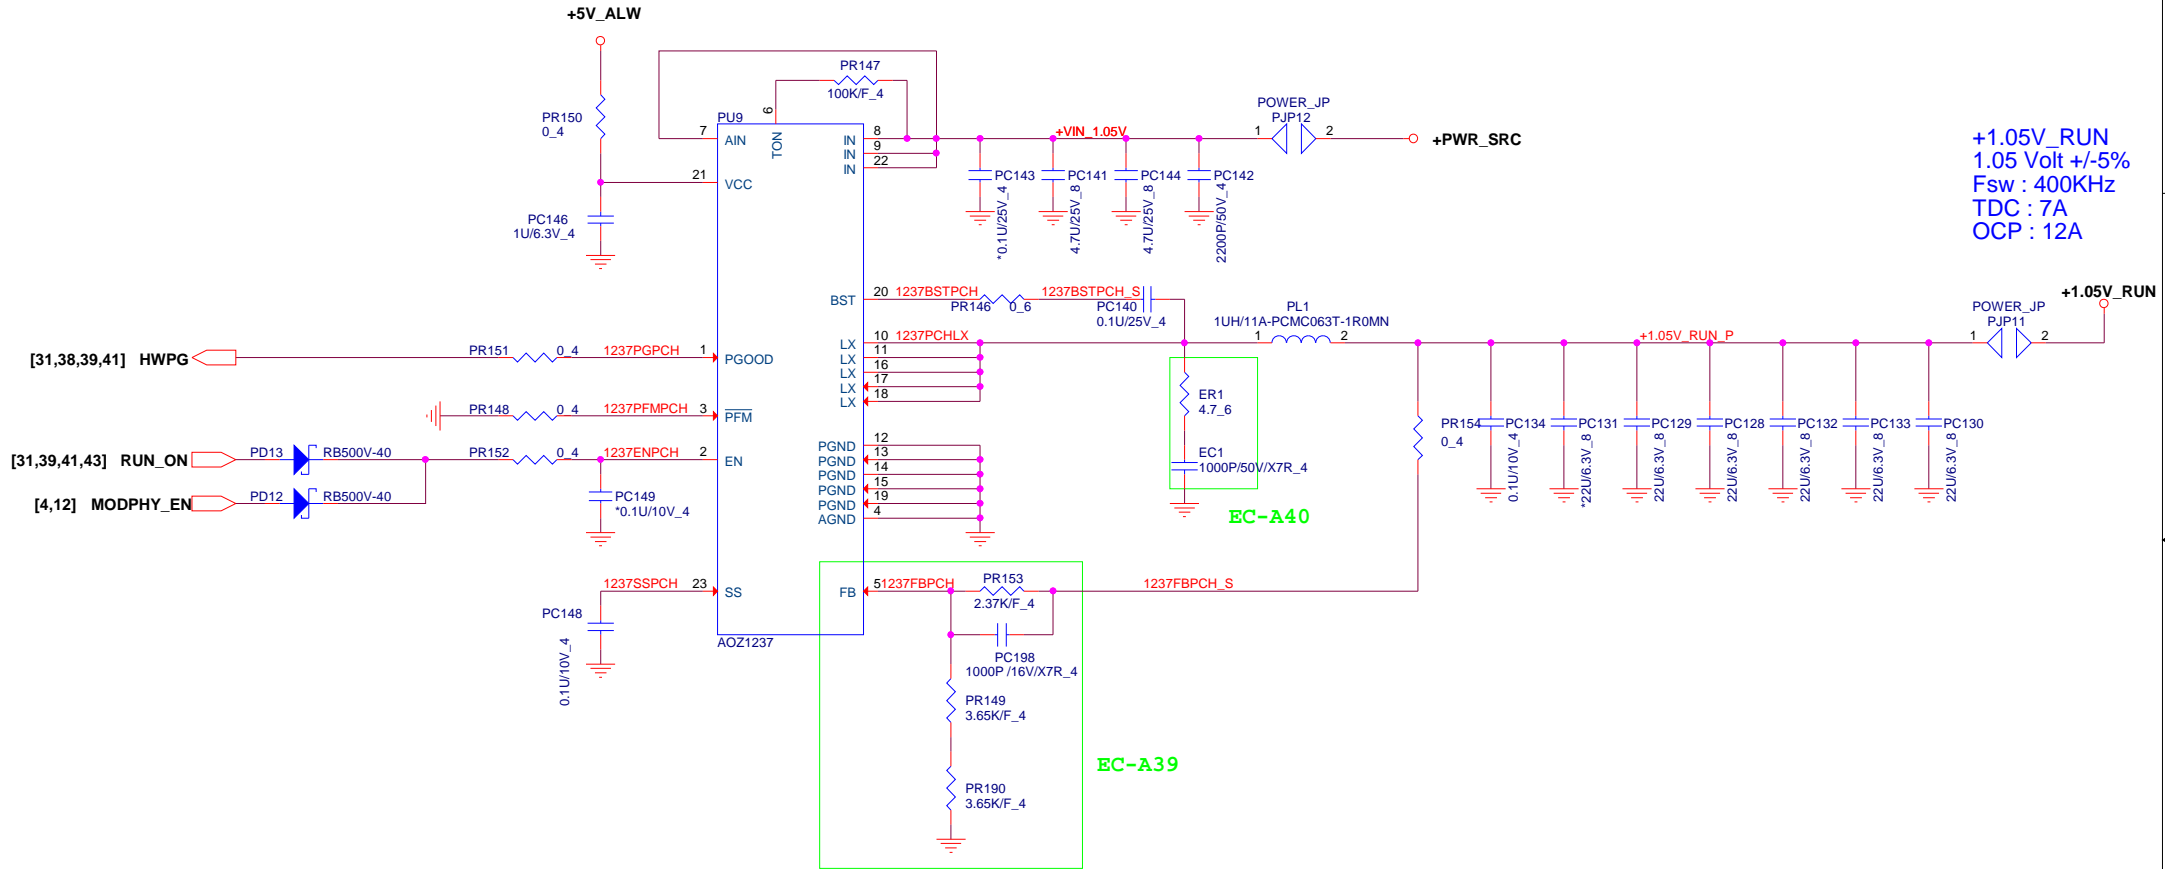 +5V_ALW
PR150
0_4
PC146
1U/6.3V_4
PR147
100K/F_4
PU9
6
TON
7
AIN
21
VCC
IN
8
IN
9
IN
22
+VIN_1.05V
POWER_JP
PJP12
1
2
+PWR_SRC
PC143
*0.1U/25V_4
PC141
4.7U/25V_8
PC144
4.7U/25V_8
PC142
2200P/50V_4
+1.05V_RUN
1.05 Volt +/-5%
Fsw : 400KHz
TDC : 7A
OCP : 12A
BST
20
1237BSTPCH
PR146
0_6
1237BSTPCH_S
PC140
0.1U/25V_4
PL1
1UH/11A-PCMC063T-1R0MN
1
2
LX
10
1237PCHLX
LX
11
LX
16
LX
17
LX
18
+1.05V_RUN_P
POWER_JP
PJP11
1
2
+1.05V_RUN
[31,38,39,41] HWPG
PR151
0_4
1237PGPCH
1
PGOOD
PR148
0_4
1237PFMPCH
3
PFM
[31,39,41,43] RUN_ON
PD13
RB500V-40
PR152
0_4
1237ENPCH
2
EN
[4,12] MODPHY_EN
PD12
RB500V-40
PC149
*0.1U/10V_4
PGND
12
PGND
13
PGND
14
PGND
15
PGND
19
AGND
4
ER1
4.7_6
EC1
1000P/50V/X7R_4
EC-A40
PR154
0_4
PC134
0.1U/10V_4
PC131
*22U/6.3V_8
PC129
22U/6.3V_8
PC128
22U/6.3V_8
PC132
22U/6.3V_8
PC133
22U/6.3V_8
PC130
22U/6.3V_8
1237SSPCH
23
SS
PC148
0.1U/10V_4
AOZ1237
FB
5
1237FBPCH
PR153
2.37K/F_4
1237FBPCH_S
PC198
1000P /16V/X7R_4
PR149
3.65K/F_4
PR190
3.65K/F_4
EC-A39